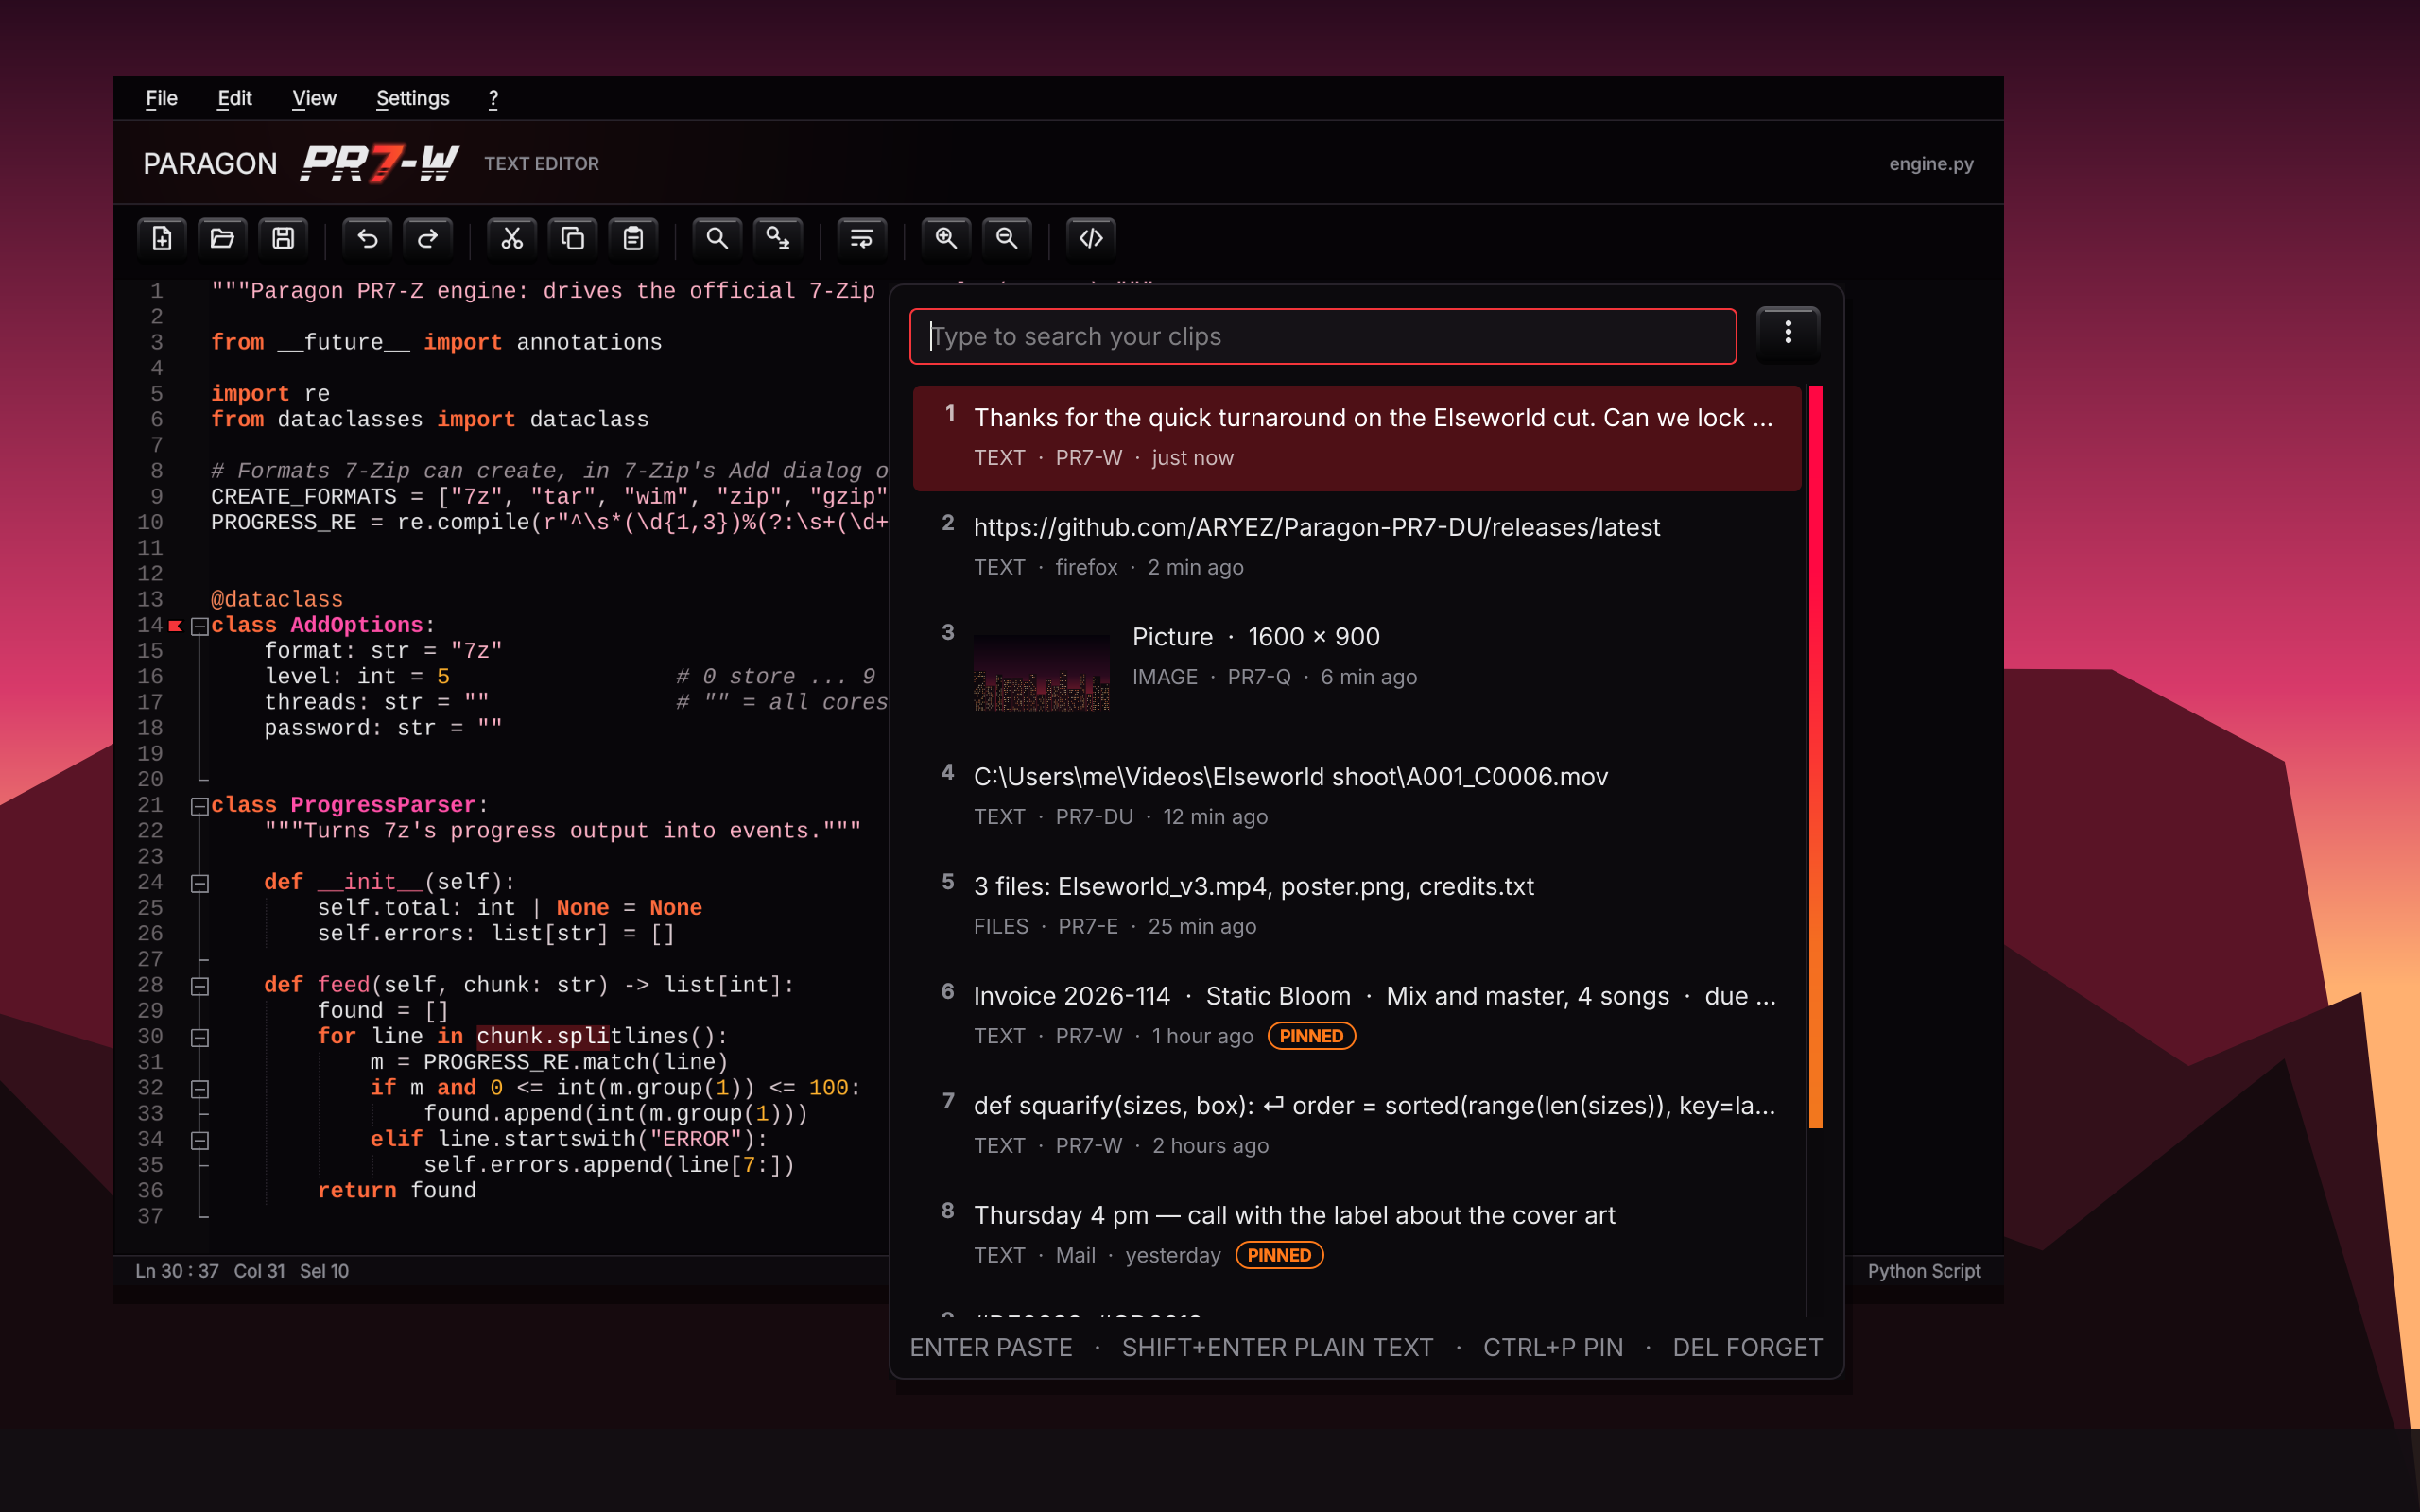 File Edit View Settings ?
PARAGON PR7-W TEXT EDITOR engine.py
1 """Paragon PR7-Z engine: drives the official 7-Zip
2
3 from __future__ import annotations
4
5 import re
6 from dataclasses import dataclass
7
8 # Formats 7-Zip can create, in 7-Zip's Add dialog o
9 CREATE_FORMATS = ["7z", "tar", "wim", "zip", "gzip"
10 PROGRESS_RE = re.compile(r"^\s*(\d{1,3})%(?:\s+(\d+
11
12
13 @dataclass
14 class AddOptions:
15 format: str = "7z"
16 level: int = 5 # 0 store ... 9
17 threads: str = "" # "" = all cores
18 password: str = ""
19
20
21 class ProgressParser:
22 """Turns 7z's progress output into events."""
23
24 def __init__(self):
25 self.total: int | None = None
26 self.errors: list[str] = []
27
28 def feed(self, chunk: str) -> list[int]:
29 found = []
30 for line in chunk.splitlines():
31 m = PROGRESS_RE.match(line)
32 if m and 0 <= int(m.group(1)) <= 100:
33 found.append(int(m.group(1)))
34 elif line.startswith("ERROR"):
35 self.errors.append(line[7:])
36 return found
37
Ln 30 : 37 Col 31 Sel 10
Python Script
Type to search your clips
1 Thanks for the quick turnaround on the Elseworld cut. Can we lock ...
TEXT · PR7-W · just now
2 https://github.com/ARYEZ/Paragon-PR7-DU/releases/latest
TEXT · firefox · 2 min ago
3 Picture · 1600 × 900
IMAGE · PR7-Q · 6 min ago
4 C:\Users\me\Videos\Elseworld shoot\A001_C0006.mov
TEXT · PR7-DU · 12 min ago
5 3 files: Elseworld_v3.mp4, poster.png, credits.txt
FILES · PR7-E · 25 min ago
6 Invoice 2026-114 · Static Bloom · Mix and master, 4 songs · due ...
TEXT · PR7-W · 1 hour ago PINNED
7 def squarify(sizes, box): ⏎ order = sorted(range(len(sizes)), key=la...
TEXT · PR7-W · 2 hours ago
8 Thursday 4 pm — call with the label about the cover art
TEXT · Mail · yesterday PINNED
ENTER PASTE · SHIFT+ENTER PLAIN TEXT · CTRL+P PIN · DEL FORGET